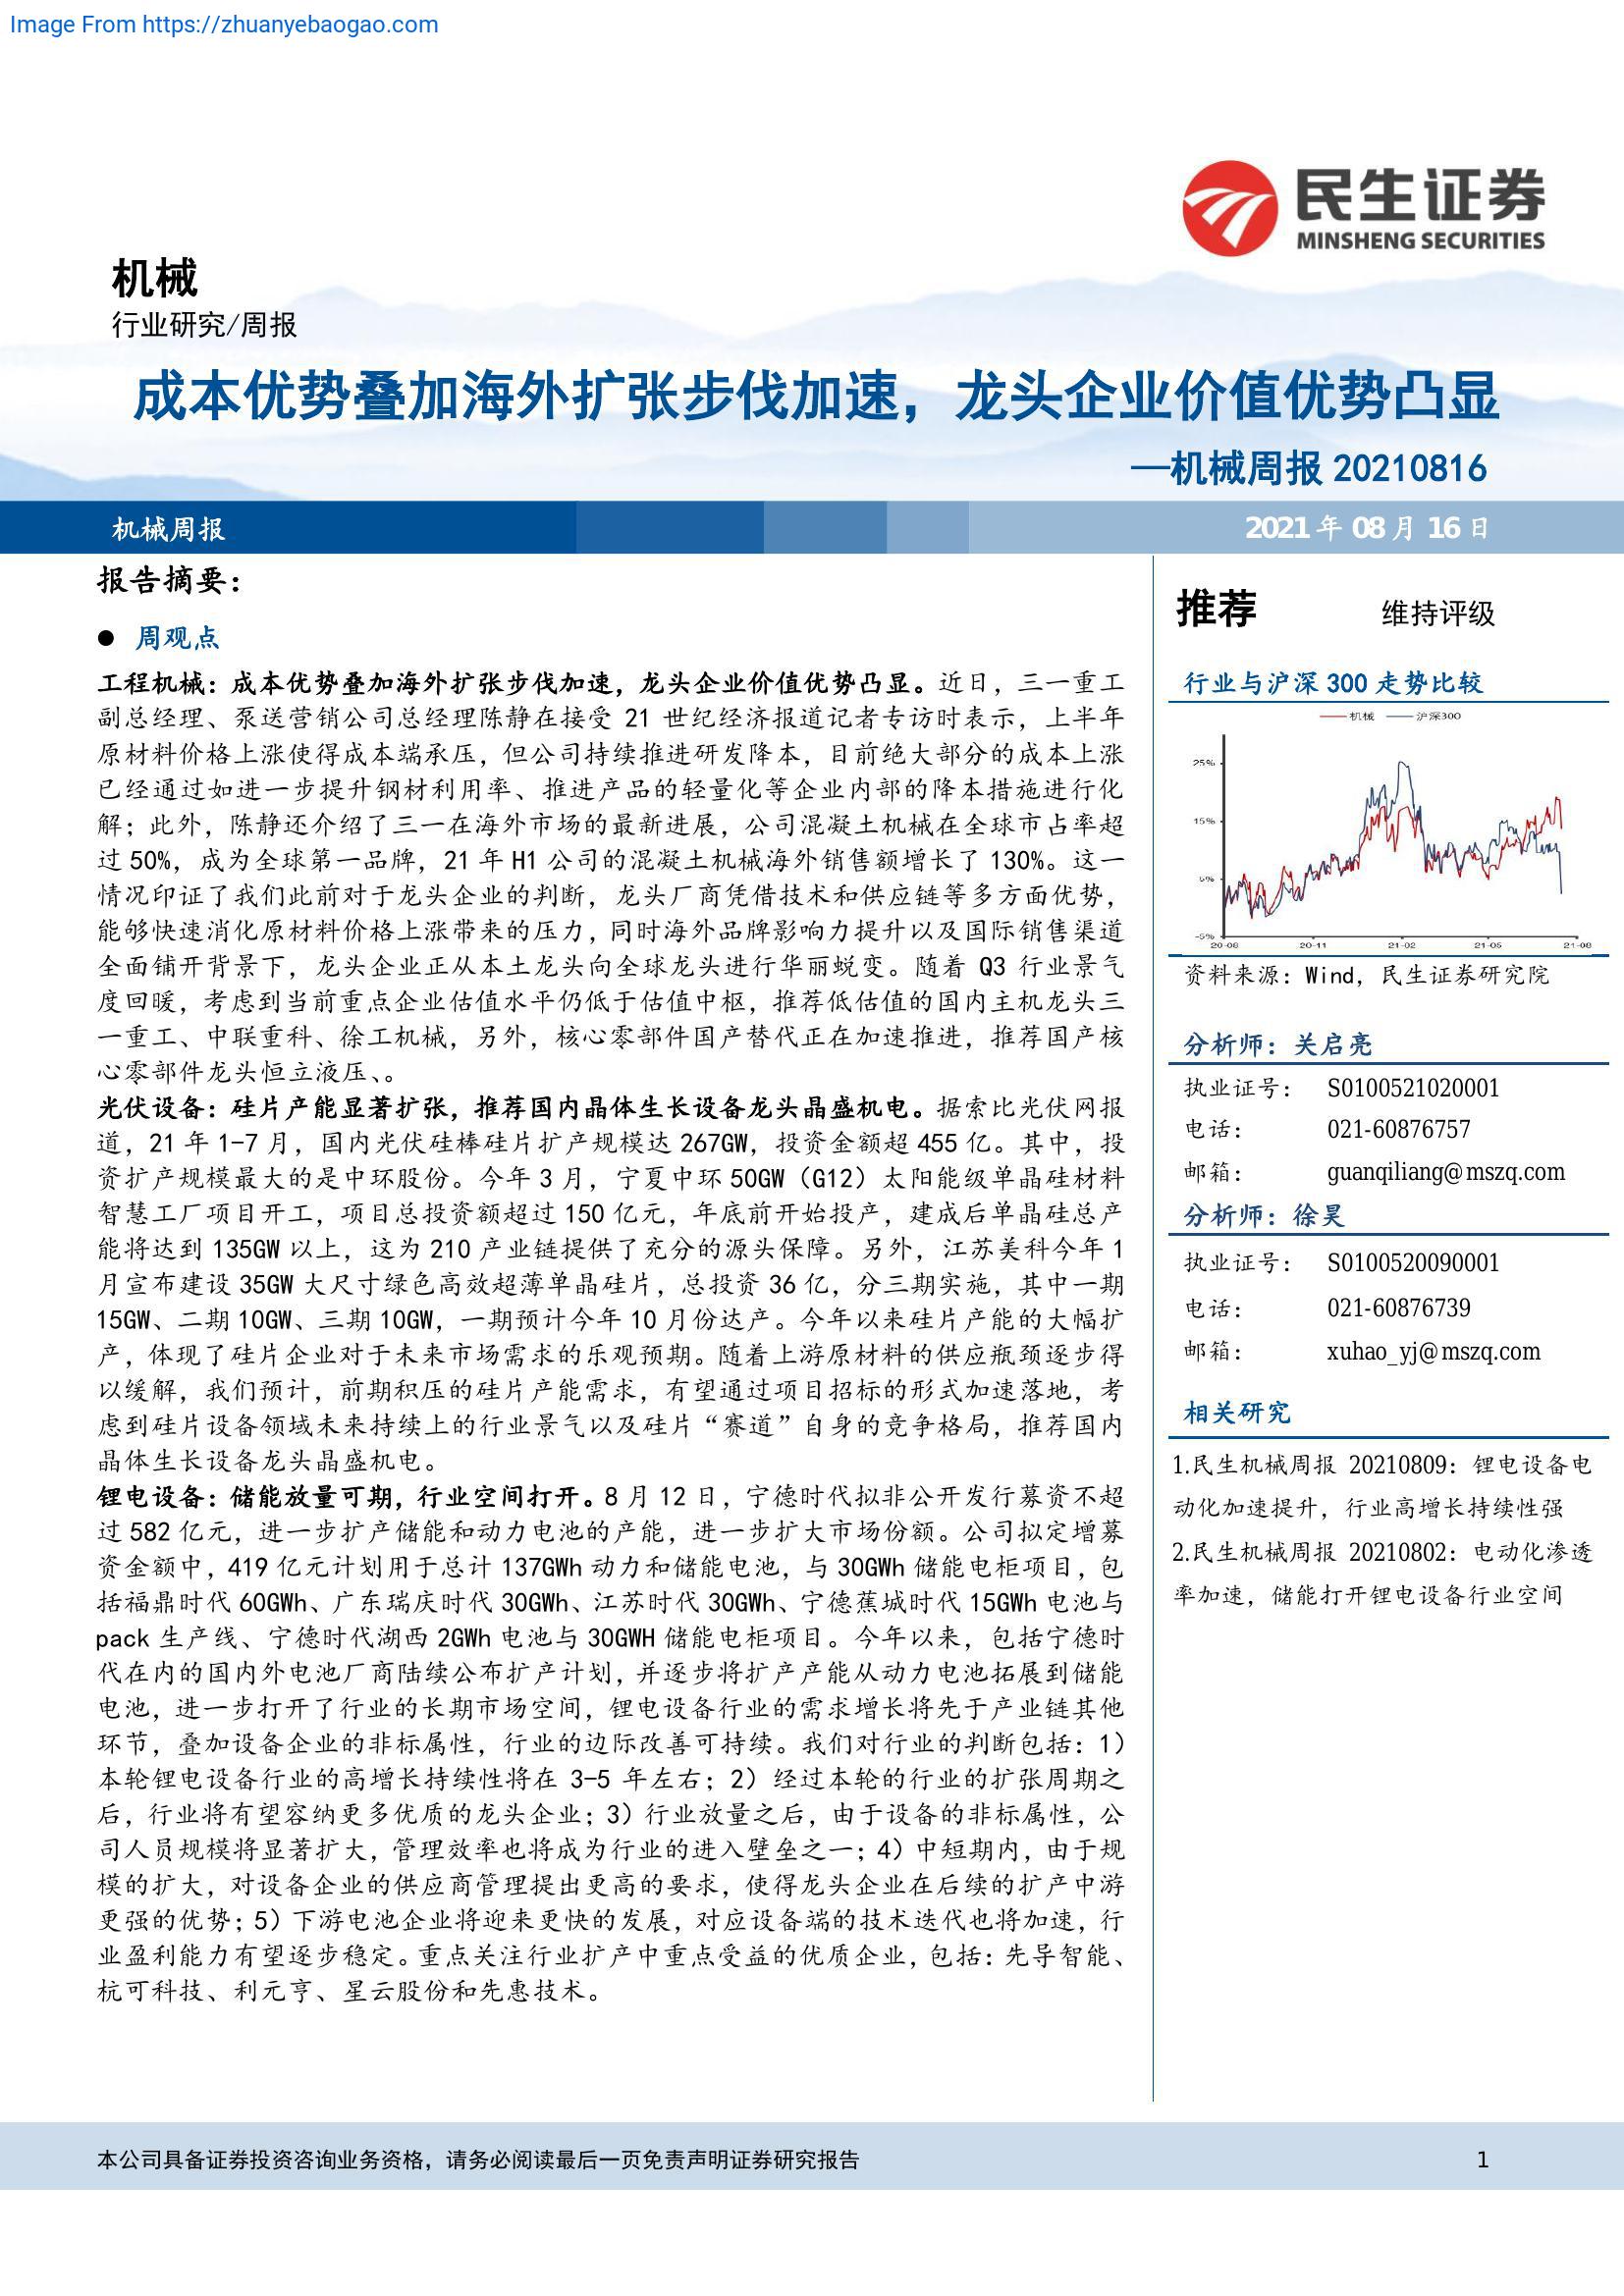 Image From https://zhuanyebaogao.com
民生证券
MINSHENG SECURITIES
机械
行业研究/周报
成本优势叠加海外扩张步伐加速，龙头企业价值优势凸显
—机械周报 20210816
机械周报
2021 年 08 月 16 日
报告摘要：
● 周观点
工程机械：成本优势叠加海外扩张步伐加速，龙头企业价值优势凸显。近日，三一重工
副总经理、泵送营销公司总经理陈静在接受 21 世纪经济报道记者专访时表示，上半年
原材料价格上涨使得成本端承压，但公司持续推进研发降本，目前绝大部分的成本上涨
已经通过如进一步提升钢材利用率、推进产品的轻量化等企业内部的降本措施进行化
解；此外，陈静还介绍了三一在海外市场的最新进展，公司混凝土机械在全球市占率超
过 50%，成为全球第一品牌，21 年 H1 公司的混凝土机械海外销售额增长了 130%。这一
情况印证了我们此前对于龙头企业的判断，龙头厂商凭借技术和供应链等多方面优势，
能够快速消化原材料价格上涨带来的压力，同时海外品牌影响力提升以及国际销售渠道
全面铺开背景下，龙头企业正从本土龙头向全球龙头进行华丽蜕变。随着 Q3 行业景气
度回暖，考虑到当前重点企业估值水平仍低于估值中枢，推荐低估值的国内主机龙头三
一重工、中联重科、徐工机械，另外，核心零部件国产替代正在加速推进，推荐国产核
心零部件龙头恒立液压、。
光伏设备：硅片产能显著扩张，推荐国内晶体生长设备龙头晶盛机电。据索比光伏网报
道，21 年 1-7 月，国内光伏硅棒硅片扩产规模达 267GW，投资金额超 455 亿。其中，投
资扩产规模最大的是中环股份。今年 3 月，宁夏中环 50GW（G12）太阳能级单晶硅材料
智慧工厂项目开工，项目总投资额超过 150 亿元，年底前开始投产，建成后单晶硅总产
能将达到 135GW 以上，这为 210 产业链提供了充分的源头保障。另外，江苏美科今年 1
月宣布建设 35GW 大尺寸绿色高效超薄单晶硅片，总投资 36 亿，分三期实施，其中一期
15GW、二期 10GW、三期 10GW，一期预计今年 10 月份达产。今年以来硅片产能的大幅扩
产，体现了硅片企业对于未来市场需求的乐观预期。随着上游原材料的供应瓶颈逐步得
以缓解，我们预计，前期积压的硅片产能需求，有望通过项目招标的形式加速落地，考
虑到硅片设备领域未来持续上的行业景气以及硅片“赛道”自身的竞争格局，推荐国内
晶体生长设备龙头晶盛机电。
锂电设备：储能放量可期，行业空间打开。8 月 12 日，宁德时代拟非公开发行募资不超
过 582 亿元，进一步扩产储能和动力电池的产能，进一步扩大市场份额。公司拟定增募
资金额中，419 亿元计划用于总计 137GWh 动力和储能电池，与 30GWh 储能电柜项目，包
括福鼎时代 60GWh、广东瑞庆时代 30GWh、江苏时代 30GWh、宁德蕉城时代 15GWh 电池与
pack 生产线、宁德时代湖西 2GWh 电池与 30GWH 储能电柜项目。今年以来，包括宁德时
代在内的国内外电池厂商陆续公布扩产计划，并逐步将扩产产能从动力电池拓展到储能
电池，进一步打开了行业的长期市场空间，锂电设备行业的需求增长将先于产业链其他
环节，叠加设备企业的非标属性，行业的边际改善可持续。我们对行业的判断包括：1）
本轮锂电设备行业的高增长持续性将在 3-5 年左右；2）经过本轮的行业的扩张周期之
后，行业将有望容纳更多优质的龙头企业；3）行业放量之后，由于设备的非标属性，公
司人员规模将显著扩大，管理效率也将成为行业的进入壁垒之一；4）中短期内，由于规
模的扩大，对设备企业的供应商管理提出更高的要求，使得龙头企业在后续的扩产中游
更强的优势；5）下游电池企业将迎来更快的发展，对应设备端的技术迭代也将加速，行
业盈利能力有望逐步稳定。重点关注行业扩产中重点受益的优质企业，包括：先导智能、
杭可科技、利元亨、星云股份和先惠技术。
推荐 维持评级
行业与沪深 300 走势比较
机械 沪深300
25%
15%
5%
-5%
20-08 20-11 21-02 21-05 21-08
资料来源：Wind，民生证券研究院
分析师：关启亮
执业证号： S0100521020001
电话： 021-60876757
邮箱： guanqiliang@mszq.com
分析师：徐昊
执业证号： S0100520090001
电话： 021-60876739
邮箱： xuhao_yj@mszq.com
相关研究
1.民生机械周报 20210809：锂电设备电
动化加速提升，行业高增长持续性强
2.民生机械周报 20210802：电动化渗透
率加速，储能打开锂电设备行业空间
本公司具备证券投资咨询业务资格，请务必阅读最后一页免责声明证券研究报告 1